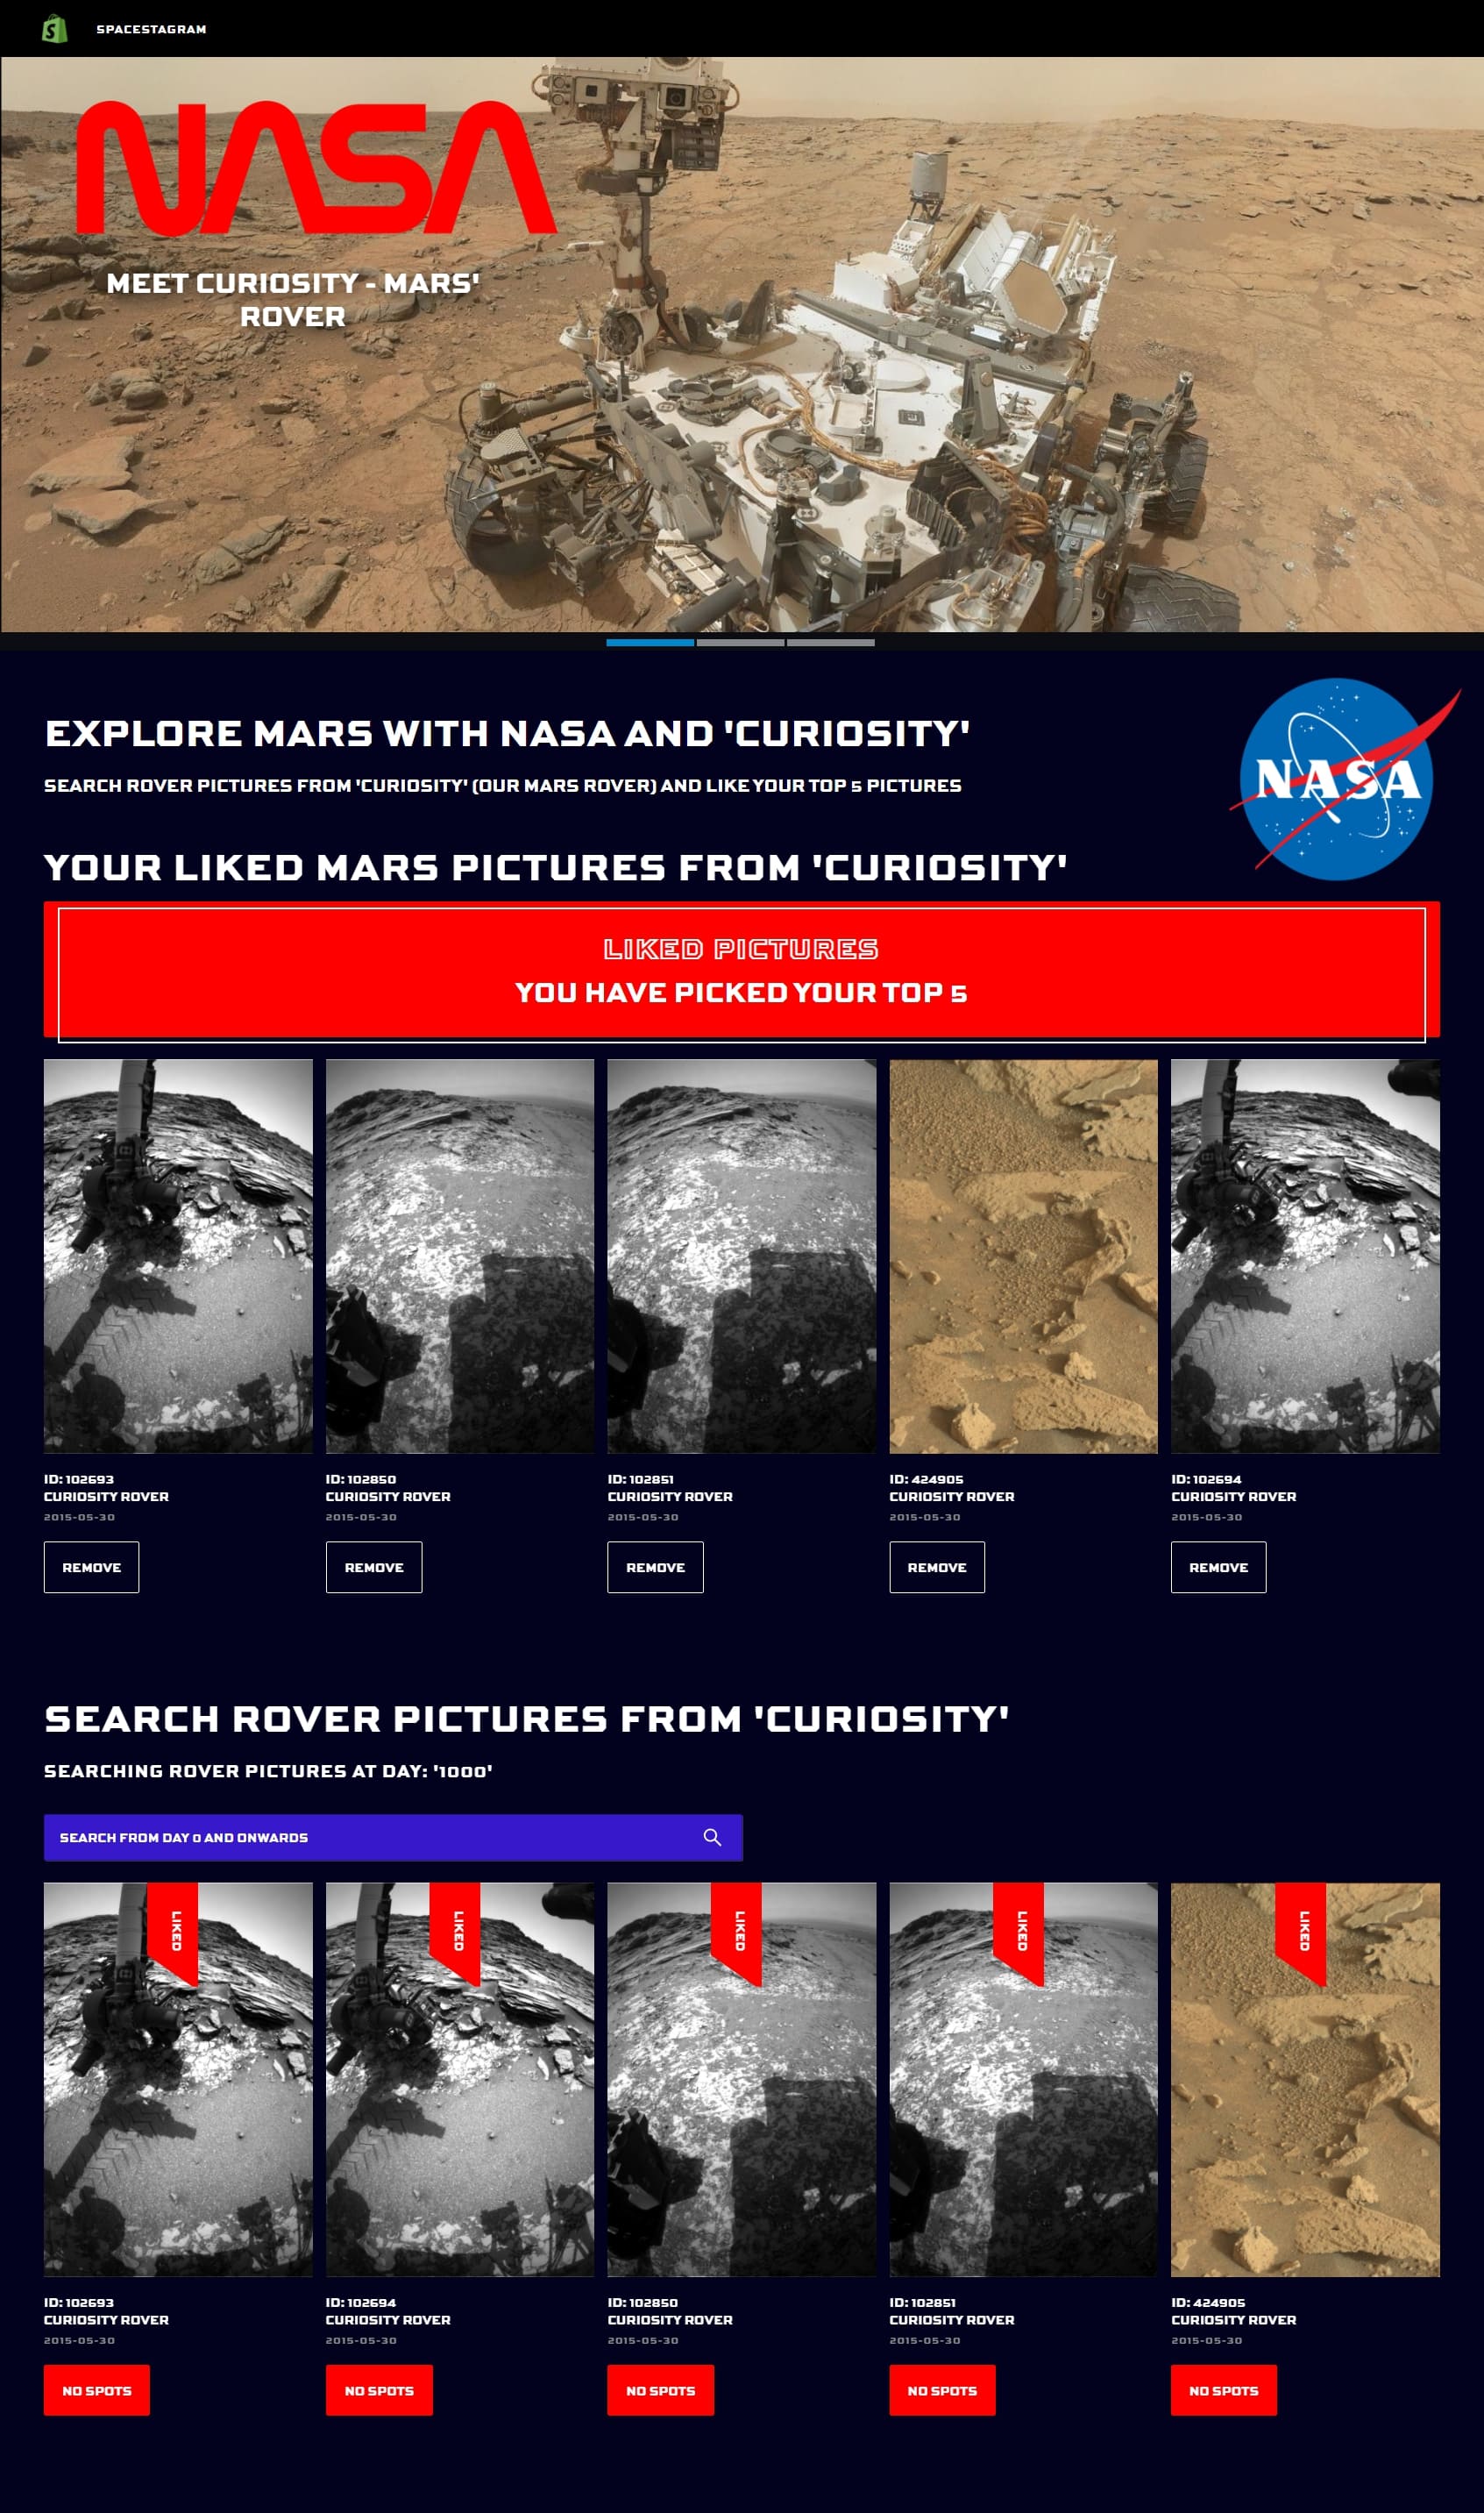 SPACESTAGRAM
NASA
MEET CURIOSITY - MARS'
ROVER
EXPLORE MARS WITH NASA AND 'CURIOSITY'
SEARCH ROVER PICTURES FROM 'CURIOSITY' (OUR MARS ROVER) AND LIKE YOUR TOP 5 PICTURES
NASA
YOUR LIKED MARS PICTURES FROM 'CURIOSITY'
LIKED PICTURES
YOU HAVE PICKED YOUR TOP 5
ID: 102693
CURIOSITY ROVER
2015-05-30
REMOVE
ID: 102850
CURIOSITY ROVER
2015-05-30
REMOVE
ID: 102851
CURIOSITY ROVER
2015-05-30
REMOVE
ID: 424905
CURIOSITY ROVER
2015-05-30
REMOVE
ID: 102694
CURIOSITY ROVER
2015-05-30
REMOVE
SEARCH ROVER PICTURES FROM 'CURIOSITY'
SEARCHING ROVER PICTURES AT DAY: '1000'
SEARCH FROM DAY 0 AND ONWARDS
LIKED
ID: 102693
CURIOSITY ROVER
2015-05-30
NO SPOTS
LIKED
ID: 102694
CURIOSITY ROVER
2015-05-30
NO SPOTS
LIKED
ID: 102850
CURIOSITY ROVER
2015-05-30
NO SPOTS
LIKED
ID: 102851
CURIOSITY ROVER
2015-05-30
NO SPOTS
LIKED
ID: 424905
CURIOSITY ROVER
2015-05-30
NO SPOTS